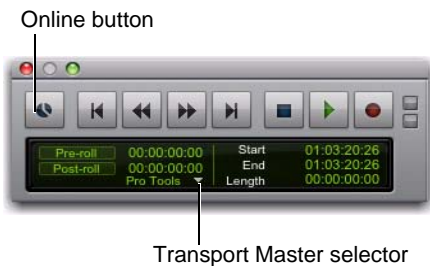 Online button
Pre-roll 00:00:00:00 Start 01:03:20:26
Post-roll 00:00:00:00 End 01:03:20:26
Pro Tools Length 00:00:00:00
Transport Master selector